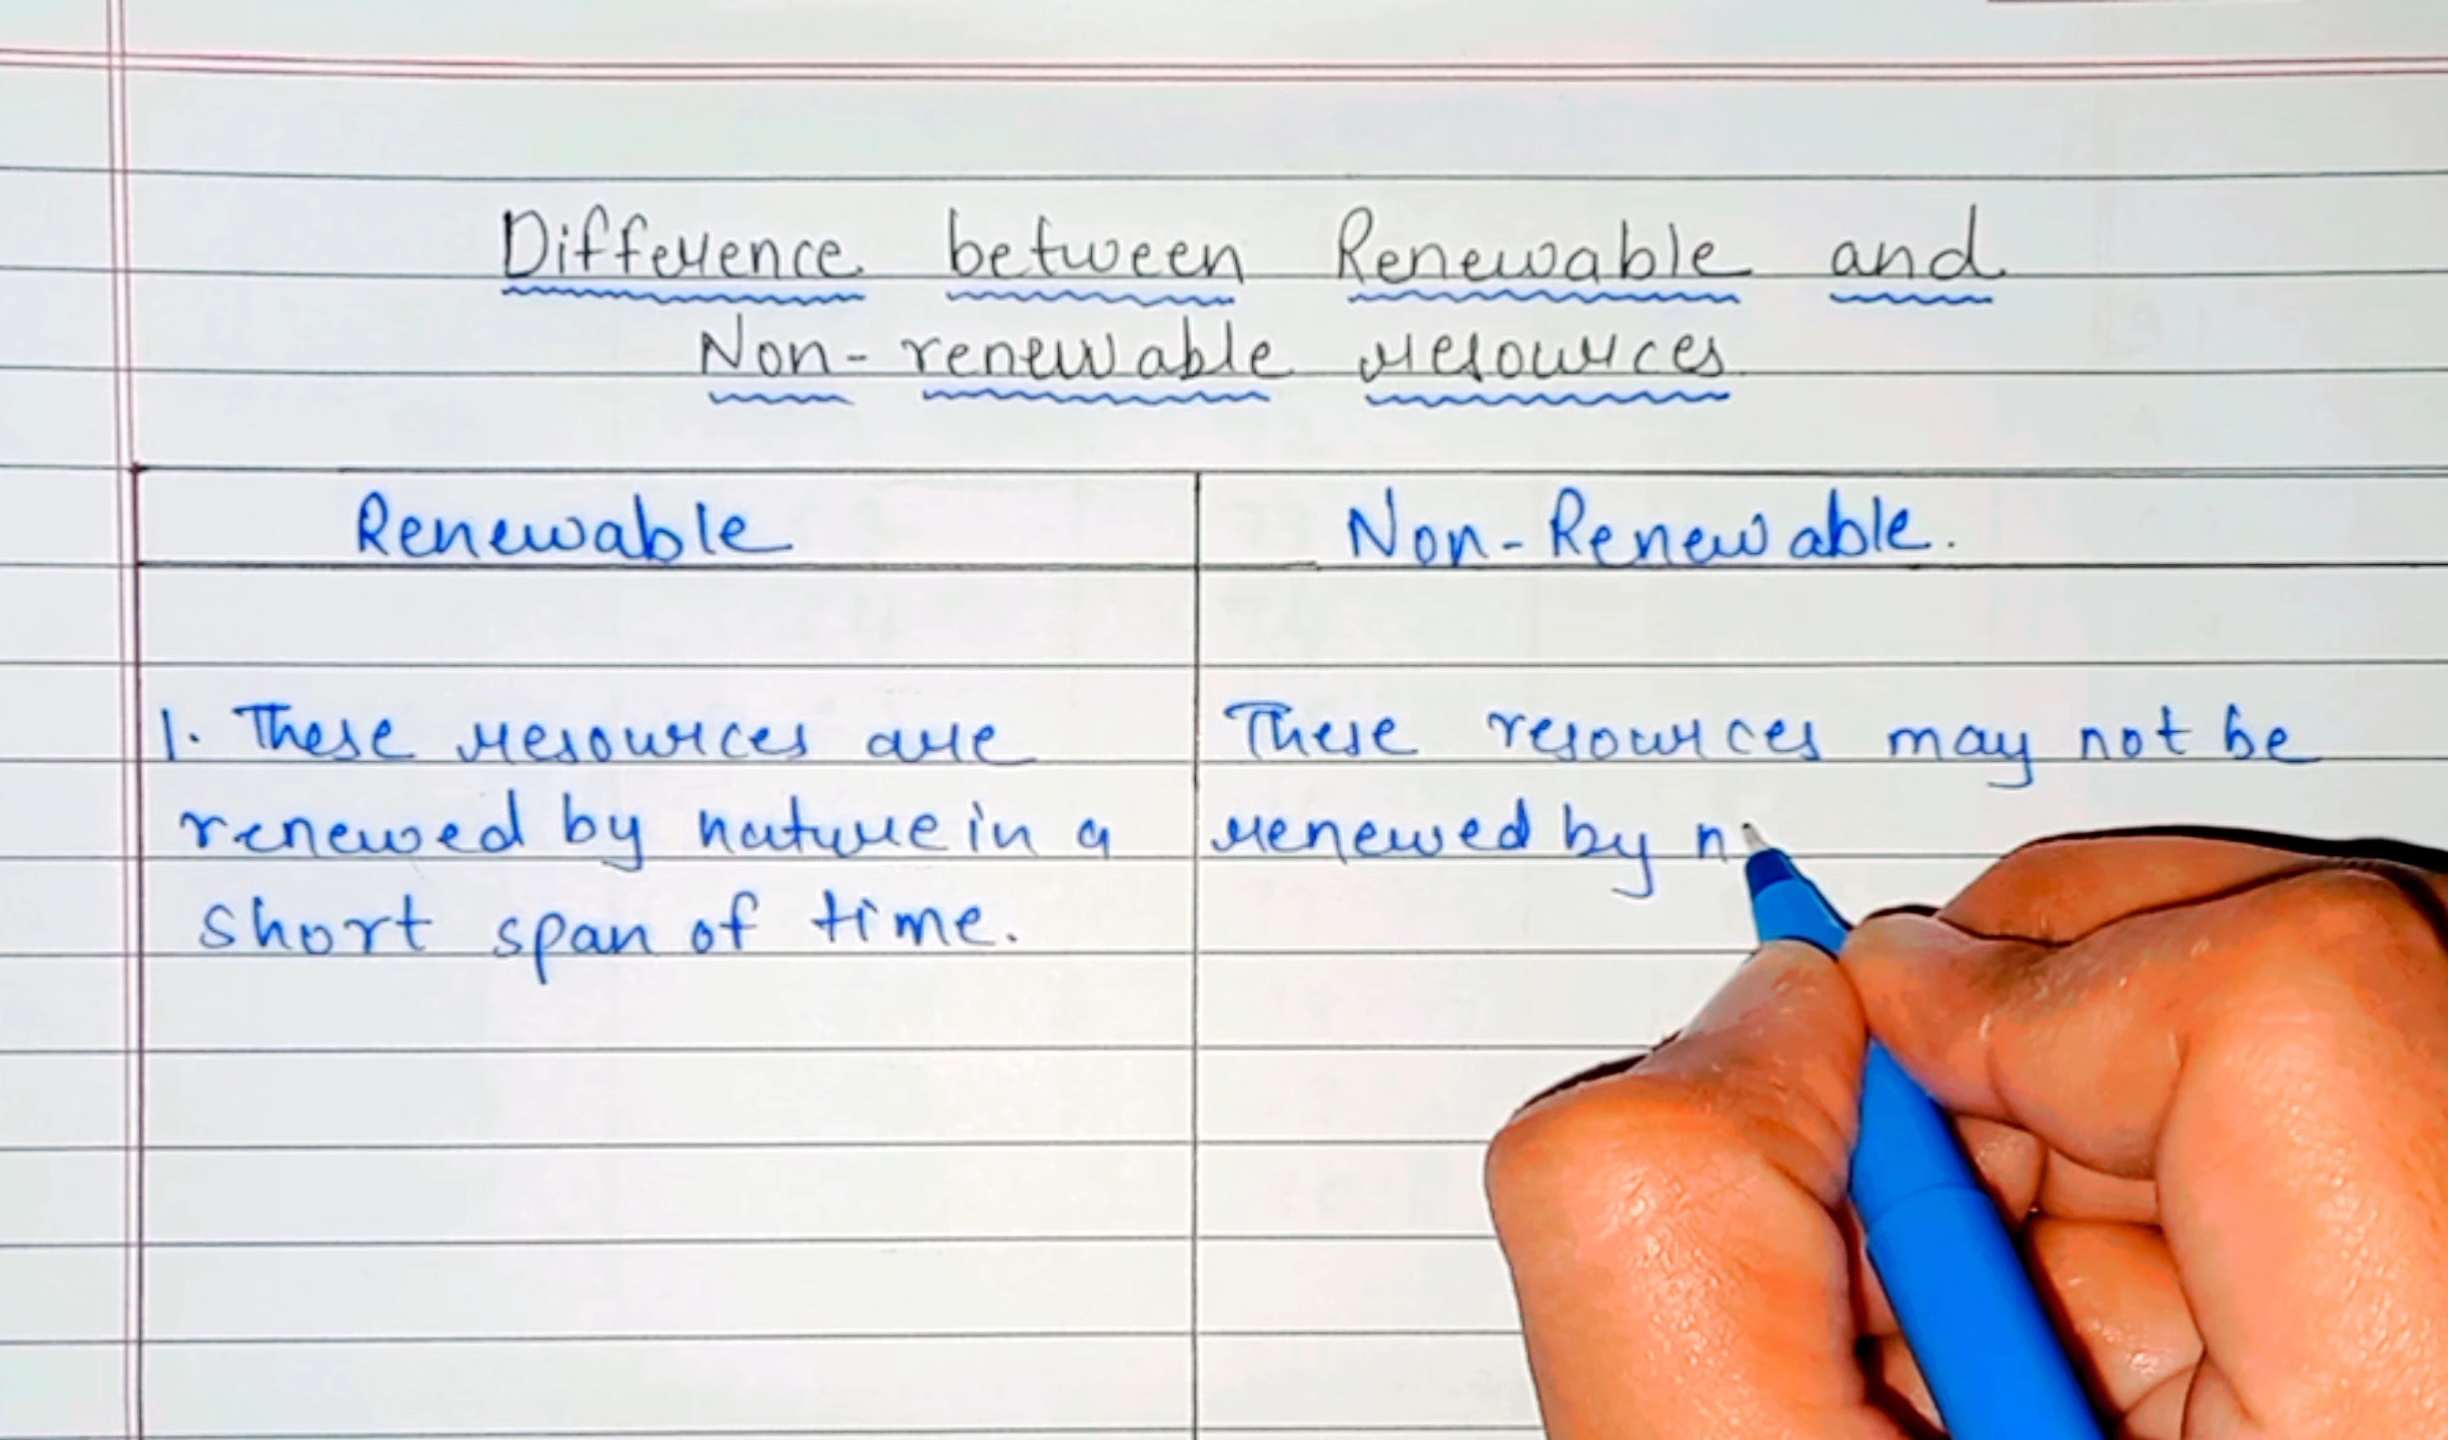 Difference between Renewable and
Non-renewable resources
Renewable
Non-Renewable.
1. These resources are
renewed by nature in a
short span of time.
These resources may not be
renewed by n